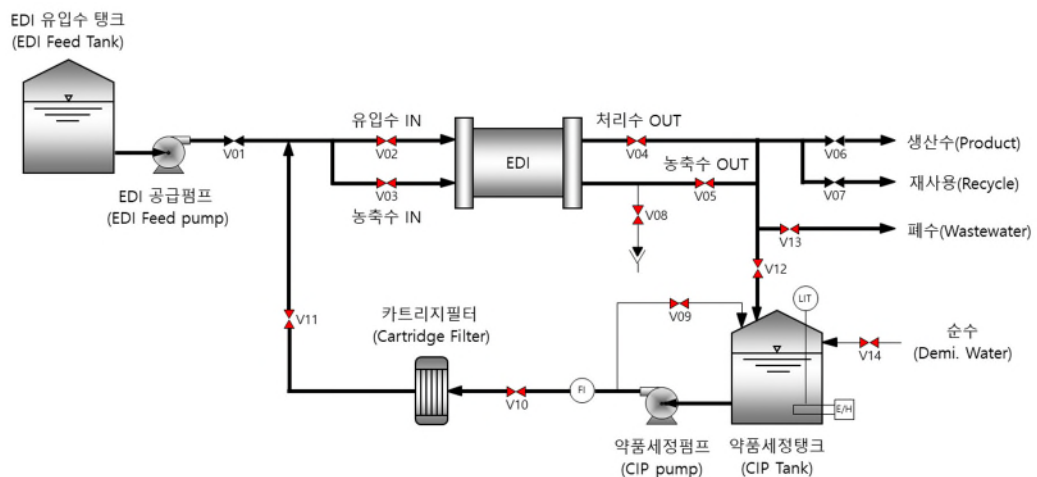 EDI 유입수 탱크
(EDI Feed Tank)
유입수 IN
처리수 OUT
V01
V02
V04
V06
생산수(Product)
EDI
EDI 공급펌프
(EDI Feed pump)
농축수 OUT
V03
농축수 IN
V05
V07
재사용(Recycle)
V08
V13
폐수(Wastewater)
V12
LIT
V11
카트리지필터
(Cartridge Filter)
V09
순수
(Demi. Water)
V14
FI
V10
E/H
약품세정펌프
(CIP pump)
약품세정탱크
(CIP Tank)